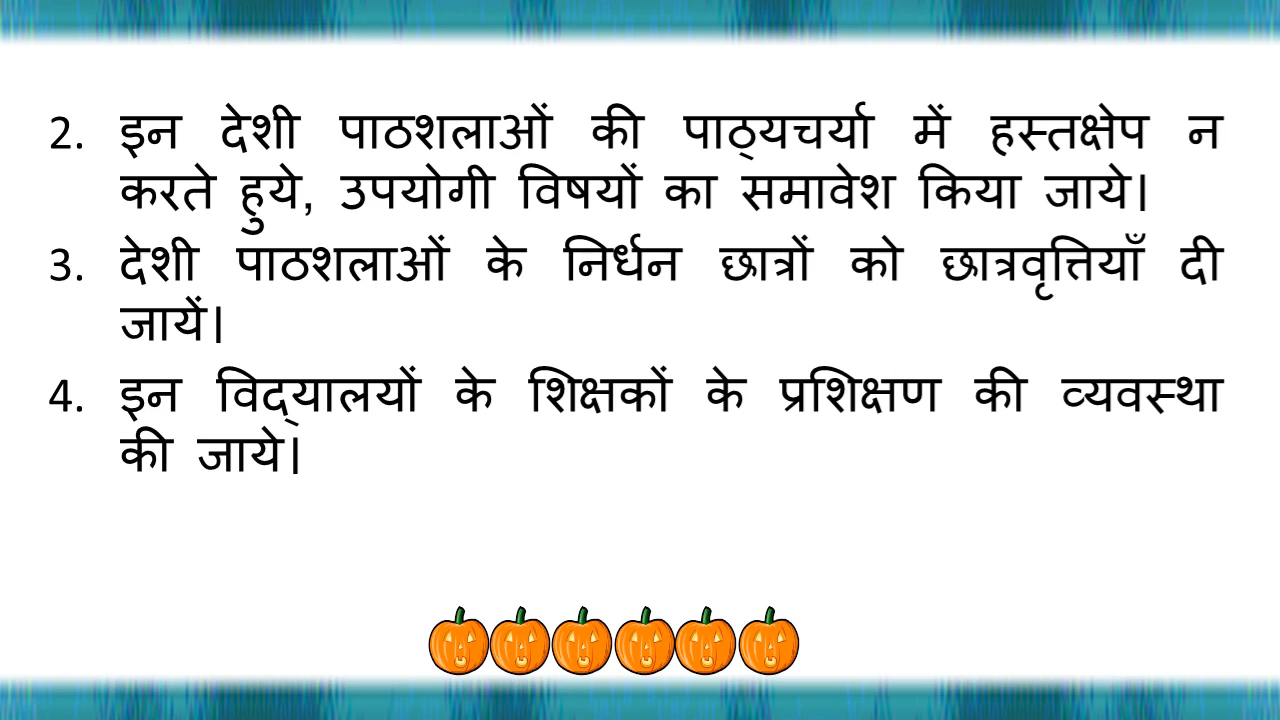 2. इन देशी पाठशलाओं की पाठ्यचर्या में हस्तक्षेप न
करते हुये, उपयोगी विषयों का समावेश किया जाये।
3. देशी पाठशलाओं के निर्धन छात्रों को छात्रवृत्तियाँ दी
जायें।
4. इन विद्यालयों के शिक्षकों के प्रशिक्षण की व्यवस्था
की जाये।